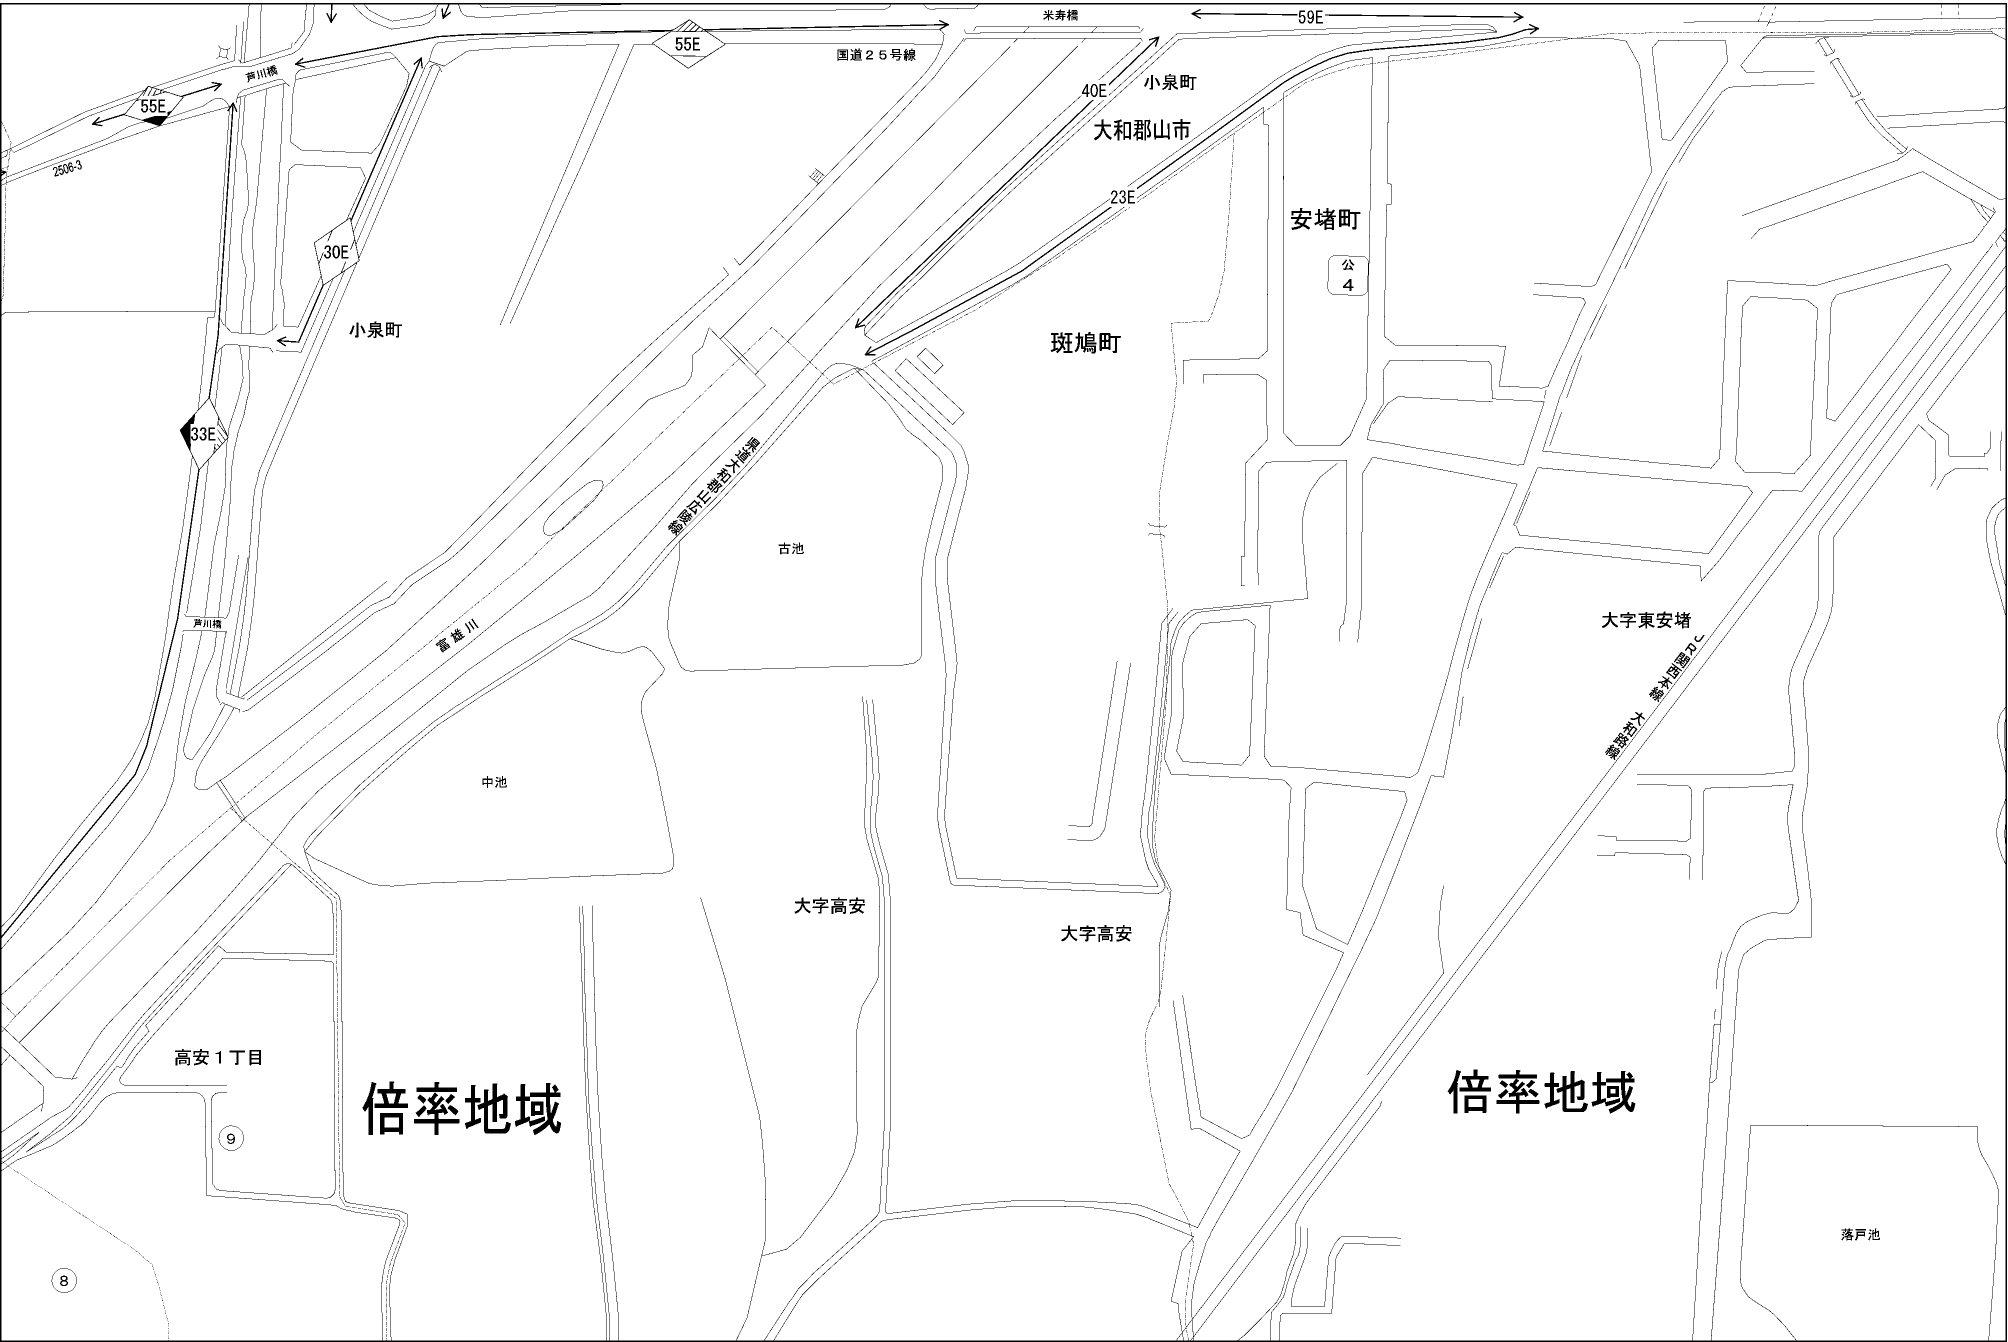 米寿橋
59E
55E
国道２５号線
芦川橋
55E
小泉町
40E
大和郡山市
2506-3
23E
安堵町
30E
公
4
小泉町
斑鳩町
33E
県道大和郡山広陵線
古池
芦川橋
富雄川
大字東安堵
ＪＲ関西本線 大和路線
中池
大字高安
大字高安
高安１丁目
倍率地域
倍率地域
9
落戸池
8